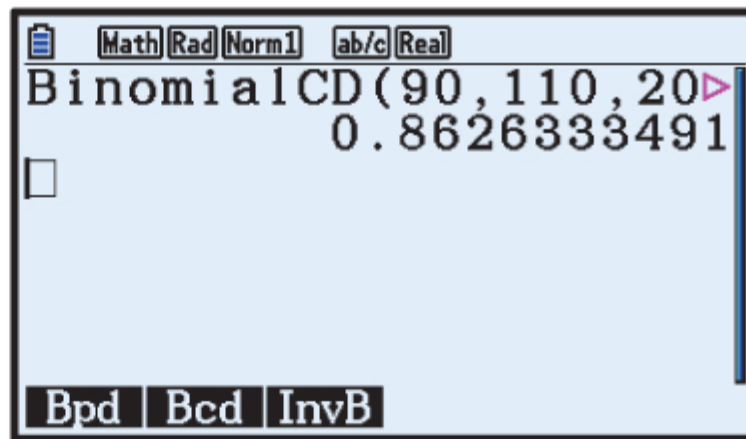 Math Rad Norm1 ab/c Real
BinomialCD(90,110,20
0.8626333491
Bpd Bcd InvB